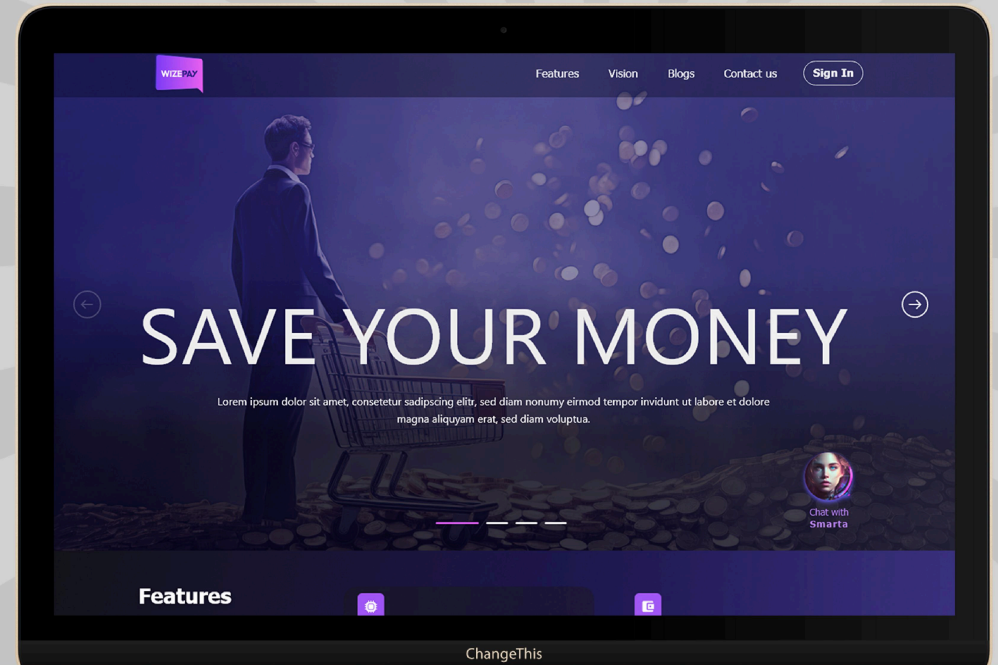 WIZEPAY
Features
Vision
Blogs
Contact us
Sign In
SAVE YOUR MONEY
Lorem ipsum dolor sit amet, consetetur sadipscing elitr, sed diam nonumy eirmod tempor invidunt ut labore et dolore
magna aliquyam erat, sed diam voluptua.
Chat with
Smarta
Features
ChangeThis